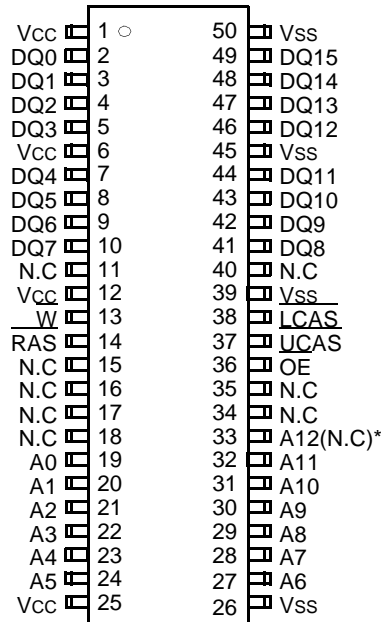 VCC 1 50 VSS
DQ0 2 49 DQ15
DQ1 3 48 DQ14
DQ2 4 47 DQ13
DQ3 5 46 DQ12
VCC 6 45 VSS
DQ4 7 44 DQ11
DQ5 8 43 DQ10
DQ6 9 42 DQ9
DQ7 10 41 DQ8
N.C 11 40 N.C
VCC 12 39 VSS
W 13 38 LCAS
RAS 14 37 UCAS
N.C 15 36 OE
N.C 16 35 N.C
N.C 17 34 N.C
N.C 18 33 A12(N.C)*
A0 19 32 A11
A1 20 31 A10
A2 21 30 A9
A3 22 29 A8
A4 23 28 A7
A5 24 27 A6
VCC 25 26 VSS